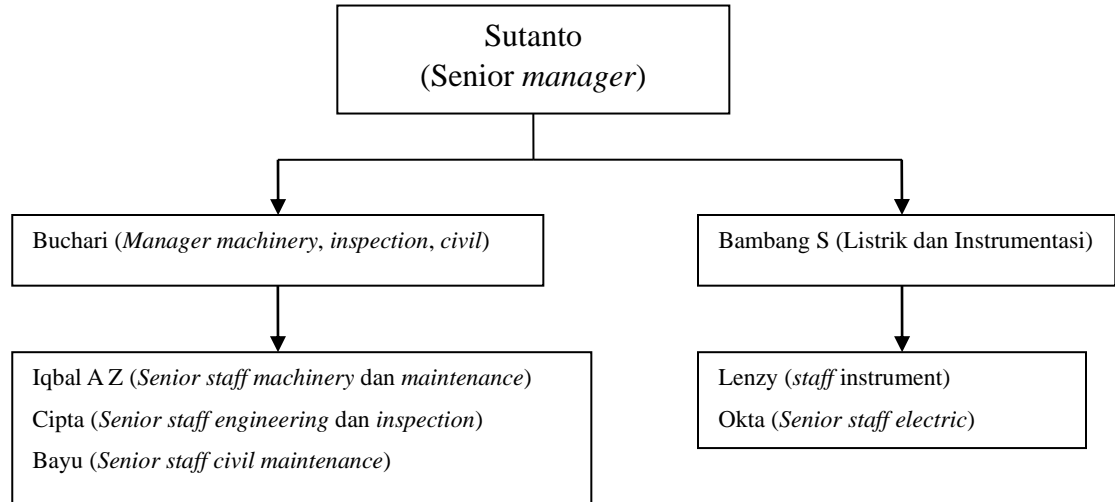 Sutanto
(Senior manager)
Buchari (Manager machinery, inspection, civil)
Bambang S (Listrik dan Instrumentasi)
Iqbal A Z (Senior staff machinery dan maintenance)
Cipta (Senior staff engineering dan inspection)
Bayu (Senior staff civil maintenance)
Lenzy (staff instrument)
Okta (Senior staff electric)